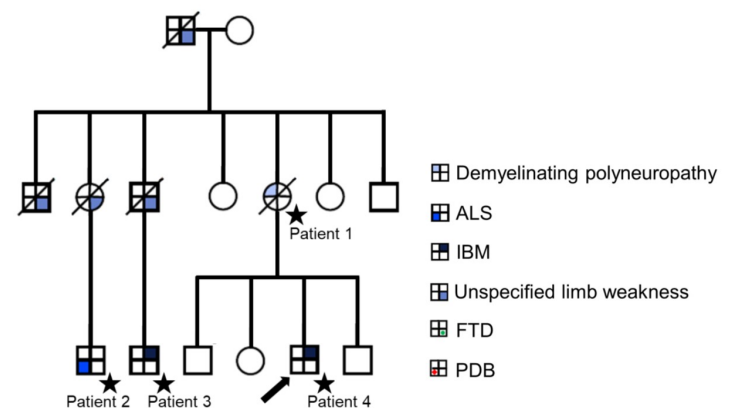 Demyelinating polyneuropathy
ALS
IBM
Unspecified limb weakness
FTD
PDB
Patient 1
Patient 2
Patient 3
Patient 4